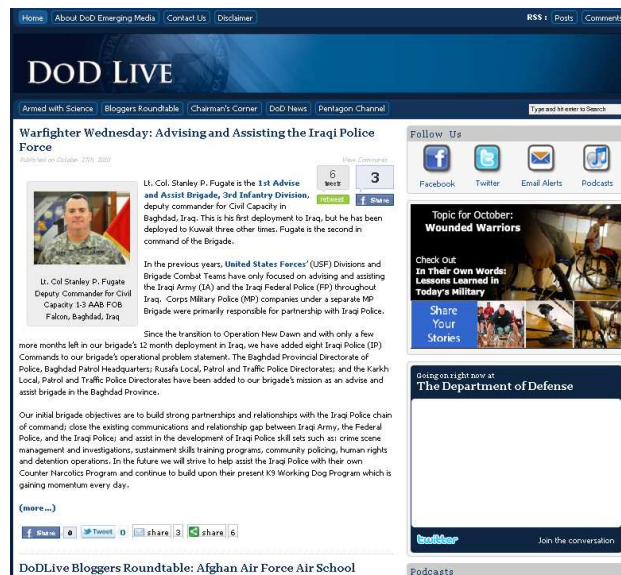 Home
About DoD Emerging Media
Contact Us
Disclaimer
RSS :
Posts
Comments
DOD LIVE
Armed with Science
Bloggers Roundtable
Chairman's Corner
DoD News
Pentagon Channel
Type and hit enter to Search
Warfighter Wednesday: Advising and Assisting the Iraqi Police
Force
Published on October 27th, 2010
View Comments
6
tweets
retweet
3
Share
Lt. Col. Stanley P. Fugate is the 1st Advise
and Assist Brigade, 3rd Infantry Division,
deputy commander for Civil Capacity in
Baghdad, Iraq. This is his first deployment to Iraq, but he has been
deployed to Kuwait three other times. Fugate is the second in
command of the Brigade.
Lt. Col Stanley P. Fugate
Deputy Commander for Civil
Capacity 1-3 AAB FOB
Falcon, Baghdad, Iraq
In the previous years, United States Forces' (USF) Divisions and
Brigade Combat Teams have only focused on advising and assisting
the Iraqi Army (IA) and the Iraqi Federal Police (FP) throughout
Iraq. Corps Military Police (MP) companies under a separate MP
Brigade were primarily responsible for partnership with Iraqi Police.
Since the transition to Operation New Dawn and with only a few
more months left in our brigade's 12 month deployment in Iraq, we have added eight Iraqi Police (IP)
Commands to our brigade's operational problem statement. The Baghdad Provincial Directorate of
Police, Baghdad Patrol Headquarters; Rusafa Local, Patrol and Traffic Police Directorates; and the Karkh
Local, Patrol and Traffic Police Directorates have been added to our brigade's mission as an advise and
assist brigade in the Baghdad Province.
Our initial brigade objectives are to build strong partnerships and relationships with the Iraqi Police chain
of command; close the existing communications and relationship gap between Iraqi Army, the Federal
Police, and the Iraqi Police; and assist in the development of Iraqi Police skill sets such as: crime scene
management and investigations, sustainment skills training programs, community policing, human rights
and detention operations. In the future we will strive to help assist the Iraqi Police with their own
Counter Narcotics Program and continue to build upon their present K9 Working Dog Program which is
gaining momentum every day.
(more...)
Share 0
Tweet 0
share 3
share 6
DoDLive Bloggers Roundtable: Afghan Air Force Air School
Follow Us
Facebook
Twitter
Email Alerts
Podcasts
Topic for October:
Wounded Warriors
Check Out
In Their Own Words:
Lessons Learned in
Today's Military
Share
Your
Stories
Going on right now at
The Department of Defense
twitter
Join the conversation
Podcasts